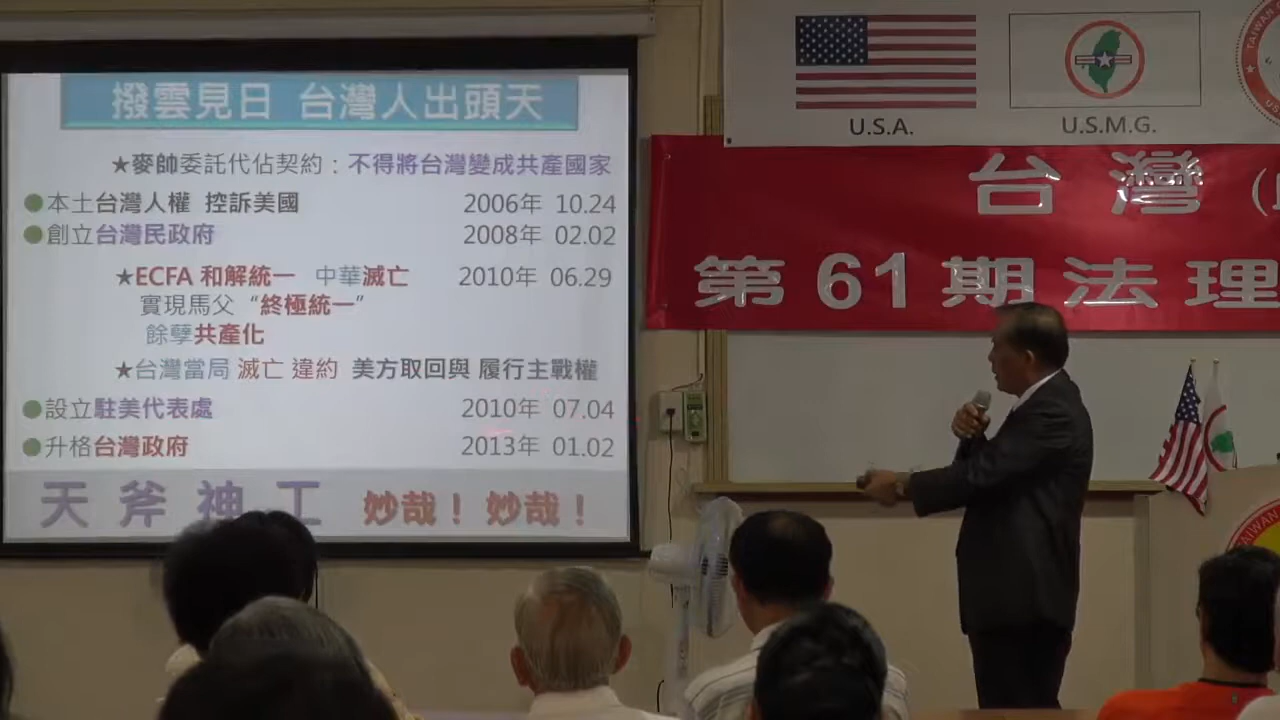 撥雲見日 台灣人出頭天
★麥帥委託代佔契約：不得將台灣變成共產國家
●本土台灣人權 控訴美國 2006年 10.24
●創立台灣民政府 2008年 02.02
★ECFA 和解統一 中華滅亡 2010年 06.29
實現馬父“終極統一”
餘孽共產化
★台灣當局 滅亡 違約 美方取回與 履行主戰權
●設立駐美代表處 2010年 07.04
●升格台灣政府 2013年 01.02
天斧神工 妙哉！妙哉！
U.S.A. U.S.M.G.
台灣(
第61期法理
TAIWAN
TAIWAN